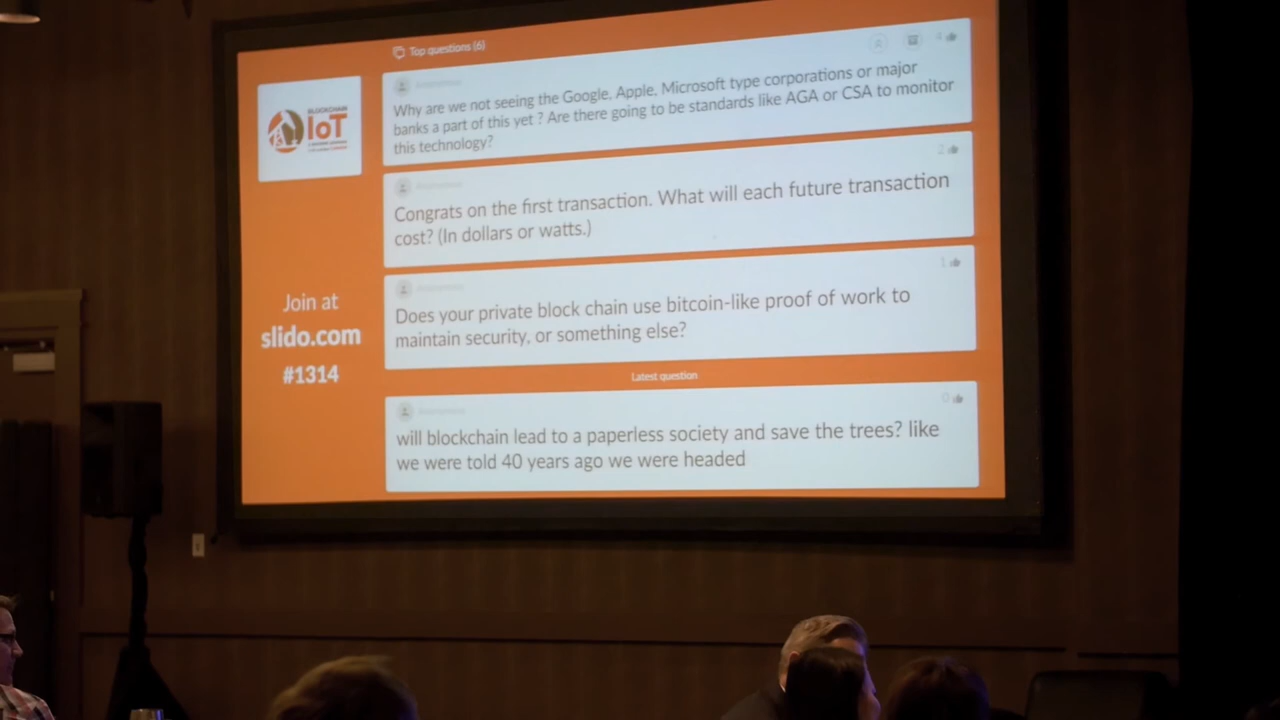 Top questions (6)
BLOCKCHAIN
IoT
Join at
slido.com
#1314
4
Why are we not seeing the Google, Apple, Microsoft type corporations or major
banks a part of this yet ? Are there going to be standards like AGA or CSA to monitor
this technology?
2
Congrats on the first transaction. What will each future transaction
cost? (In dollars or watts.)
1
Does your private block chain use bitcoin-like proof of work to
maintain security, or something else?
Latest question
0
will blockchain lead to a paperless society and save the trees? like
we were told 40 years ago we were headed